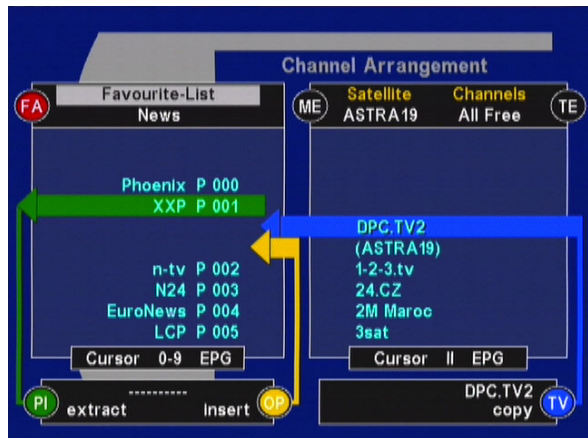 Channel Arrangement
FA
Favourite-List
News
ME
Satellite Channels
ASTRA19 All Free
TE
Phoenix P 000
XXP P 001
n-tv P 002
N24 P 003
EuroNews P 004
LCP P 005
Cursor 0-9 EPG
DPC.TV2
(ASTRA19)
1-2-3.tv
24.CZ
2M Maroc
3sat
Cursor II EPG
PI
----------
extract Insert
OP
DPC.TV2
copy
TV